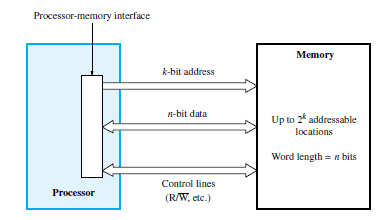 Processor-memory interface
Memory
k-bit address
n-bit data
Up to 2^k addressable
locations
Word length = n bits
Control lines
(R/W̅, etc.)
Processor